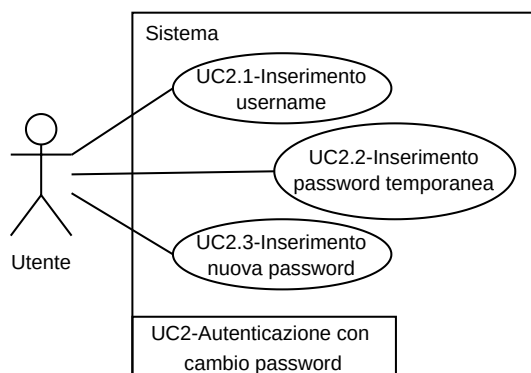 Sistema
UC2.1-Inserimento
username
UC2.2-Inserimento
password temporanea
UC2.3-Inserimento
nuova password
Utente
UC2-Autenticazione con
cambio password